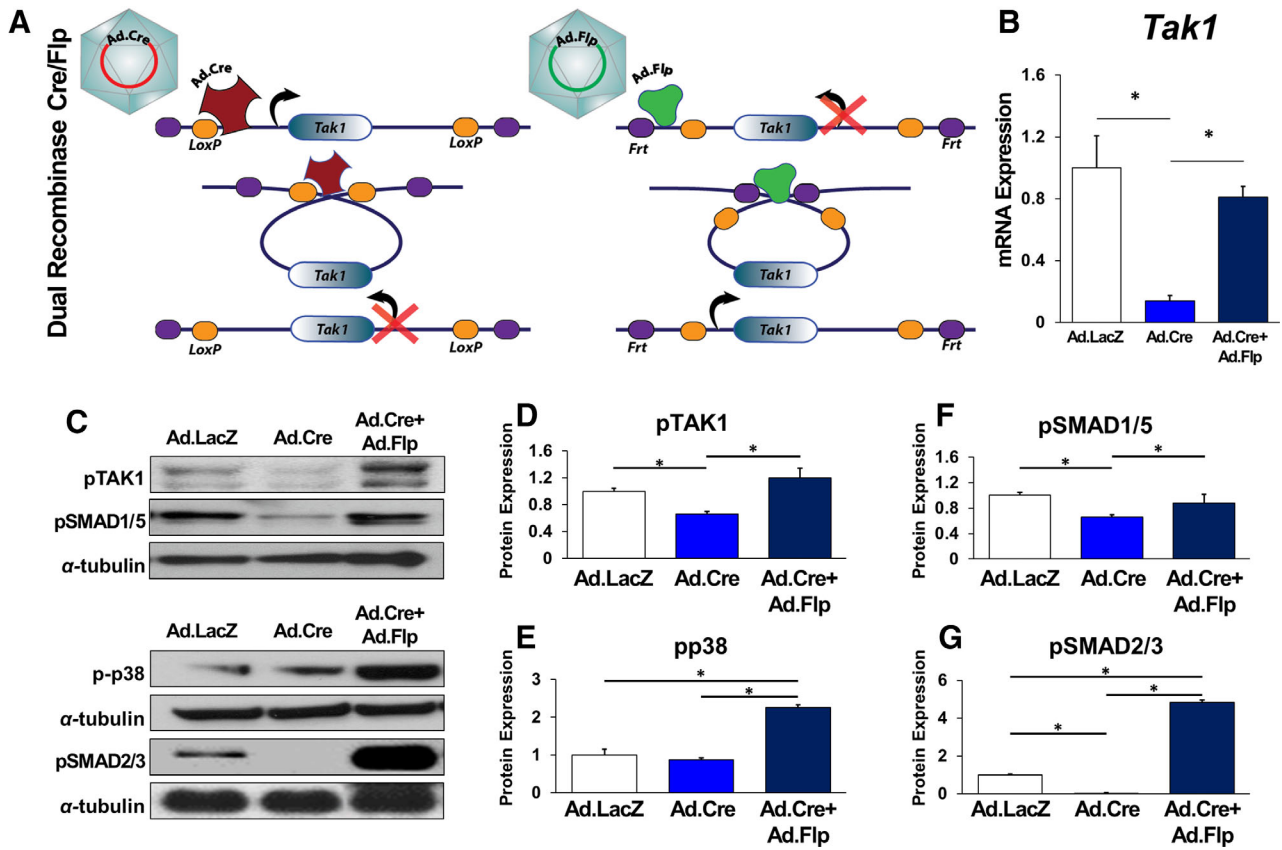 A
Dual Recombinase Cre/Flp
Ad.Cre
Ad.Cre
Tak1
LoxP
LoxP
Tak1
Tak1
LoxP
LoxP
Ad.Flp
Ad.Flp
Tak1
Frt
Frt
Tak1
Tak1
Frt
Frt
B
Tak1
mRNA Expression
1.6
1.2
0.8
0.4
0
*
*
Ad.LacZ
Ad.Cre
Ad.Cre+
Ad.Flp
C
Ad.LacZ
Ad.Cre
Ad.Cre+
Ad.Flp
pTAK1
pSMAD1/5
α-tubulin
Ad.LacZ
Ad.Cre
Ad.Cre+
Ad.Flp
p-p38
α-tubulin
pSMAD2/3
α-tubulin
D
pTAK1
Protein Expression
1.6
1.2
0.8
0.4
0
*
*
Ad.LacZ
Ad.Cre
Ad.Cre+
Ad.Flp
E
pp38
Protein Expression
3
2
1
0
*
*
Ad.LacZ
Ad.Cre
Ad.Cre+
Ad.Flp
F
pSMAD1/5
Protein Expression
1.6
1.2
0.8
0.4
0
*
*
Ad.LacZ
Ad.Cre
Ad.Cre+
Ad.Flp
G
pSMAD2/3
Protein Expression
6
4
2
0
*
*
*
Ad.LacZ
Ad.Cre
Ad.Cre+
Ad.Flp